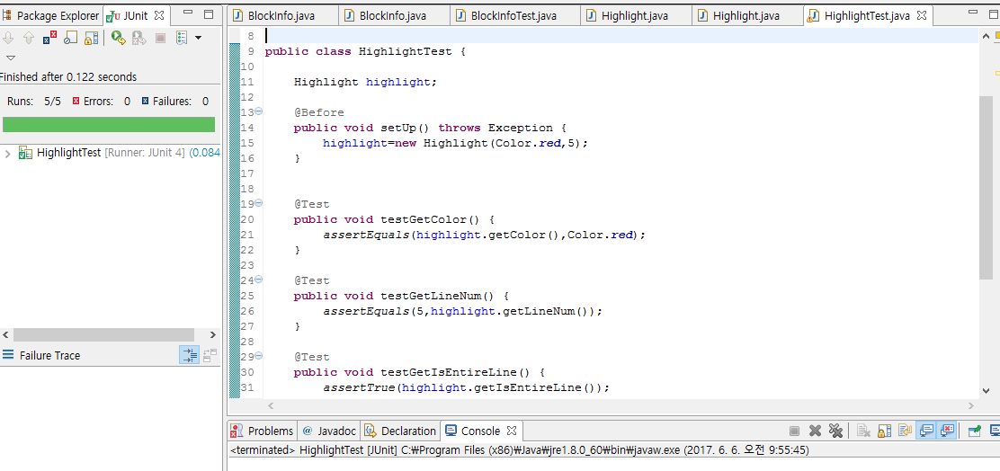 Package Explorer JUnit
Finished after 0.122 seconds
Runs: 5/5 Errors: 0 Failures: 0
HighlightTest [Runner: JUnit 4] (0.084
Failure Trace
BlockInfo.java BlockInfo.java BlockInfoTest.java Highlight.java Highlight.java HighlightTest.java
8
9 public class HighlightTest {
10
11 Highlight highlight;
12
13 @Before
14 public void setUp() throws Exception {
15 highlight=new Highlight(Color.red,5);
16 }
17
18
19 @Test
20 public void testGetColor() {
21 assertEquals(highlight.getColor(),Color.red);
22 }
23
24 @Test
25 public void testGetLineNum() {
26 assertEquals(5,highlight.getLineNum());
27 }
28
29 @Test
30 public void testGetIsEntireLine() {
31 assertTrue(highlight.getIsEntireLine());
Problems @ Javadoc Declaration Console
<terminated> HighlightTest [JUnit] C:₩Program Files (x86)₩Java₩jre1.8.0_60₩bin₩javaw.exe (2017. 6. 6. 오전 9:55:45)